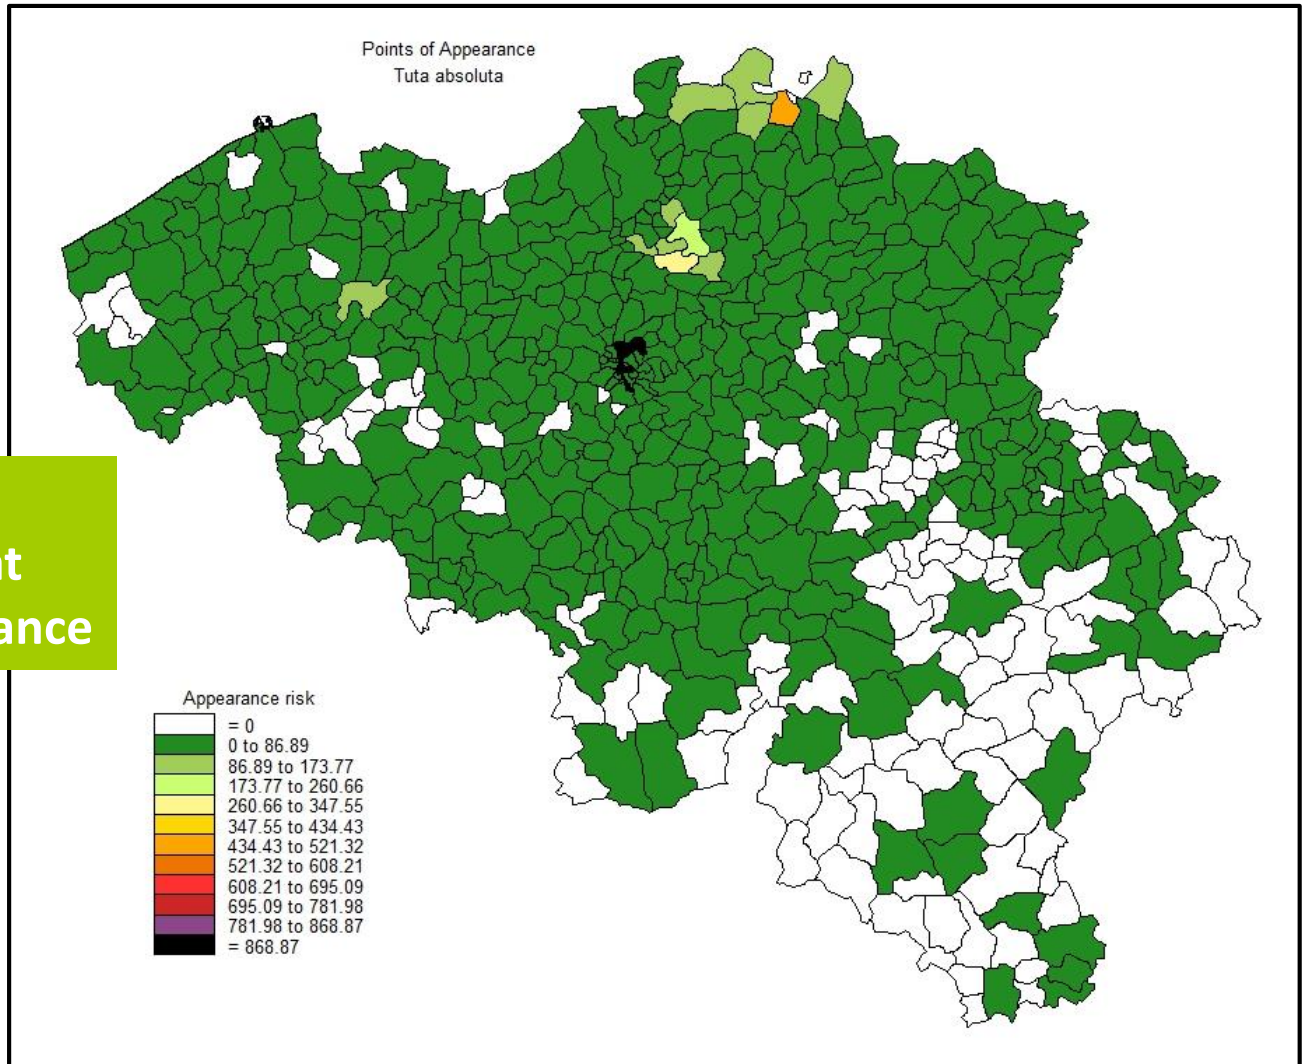 Points of Appearance
Tuta absoluta
Appearance risk
= 0
0 to 86.89
86.89 to 173.77
173.77 to 260.66
260.66 to 347.55
347.55 to 434.43
434.43 to 521.32
521.32 to 608.21
608.21 to 695.09
695.09 to 781.98
781.98 to 868.87
= 868.87